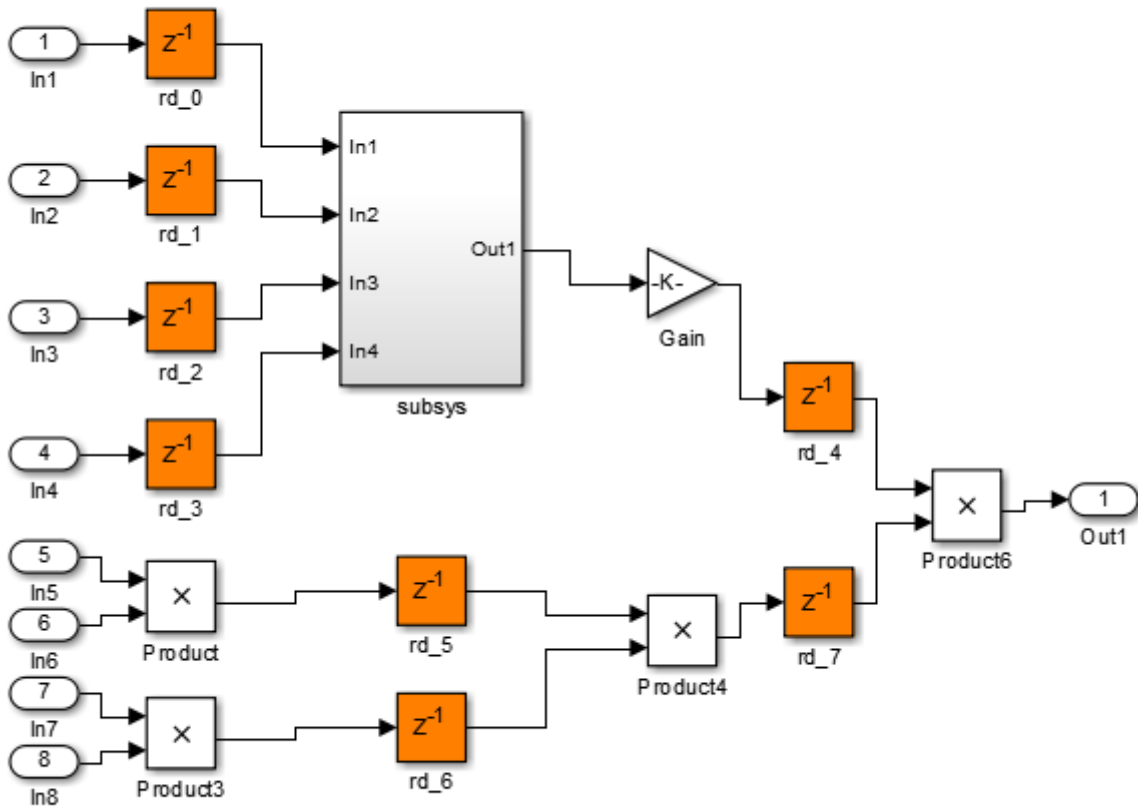 1
In1
Z-1
rd_0
2
In2
Z-1
rd_1
3
In3
Z-1
rd_2
4
In4
Z-1
rd_3
In1
In2
In3
In4
Out1
subsys
-K-
Gain
Z-1
rd_4
5
In5
6
In6
×
Product
Z-1
rd_5
7
In7
8
In8
×
Product3
Z-1
rd_6
×
Product4
Z-1
rd_7
×
Product6
1
Out1